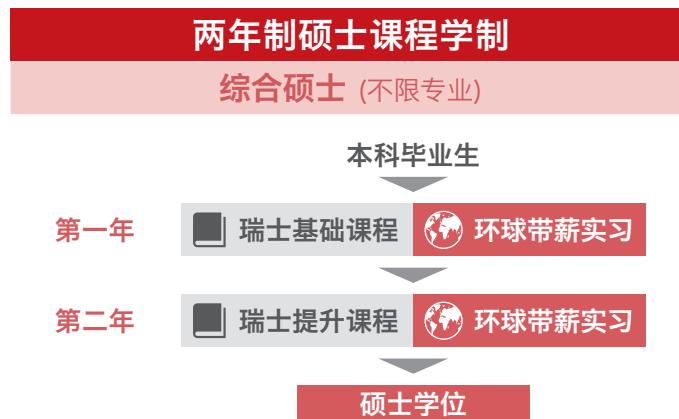 两年制硕士课程学制
综合硕士 (不限专业)
本科毕业生
第一年 瑞士基础课程 环球带薪实习
第二年 瑞士提升课程 环球带薪实习
硕士学位